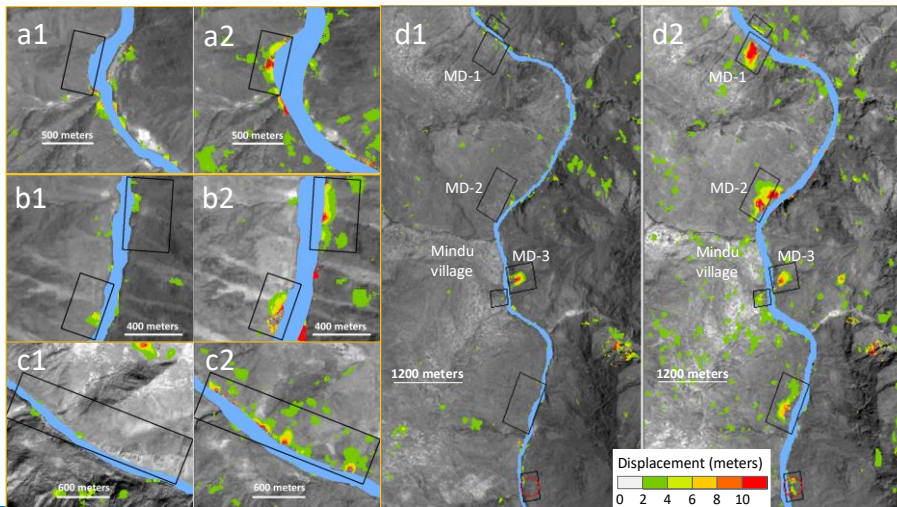 a1
a2
500 meters
500 meters
b1
b2
400 meters
400 meters
c1
c2
600 meters
600 meters
d1
MD-1
MD-2
Mindu
village
MD-3
1200 meters
d2
MD-1
MD-2
Mindu
village
MD-3
1200 meters
Displacement (meters)
0 2 4 6 8 10